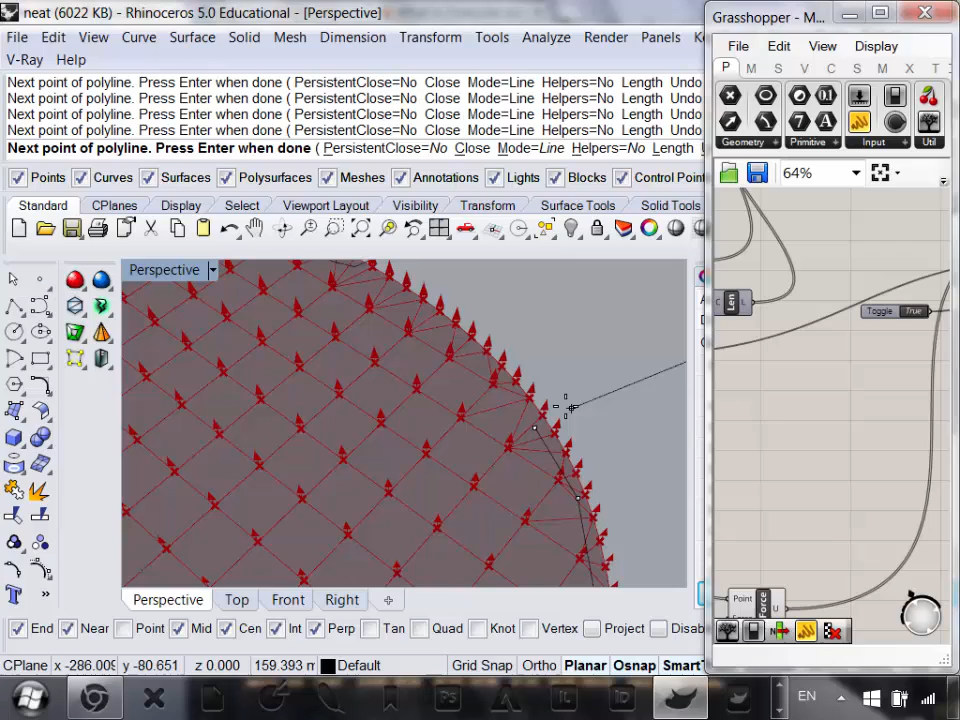 neat (6022 KB) - Rhinoceros 5.0 Educational - [Perspective]
File Edit View Curve Surface Solid Mesh Dimension Transform Tools Analyze Render Panels
V-Ray Help
Next point of polyline. Press Enter when done ( PersistentClose=No Close Mode=Line Helpers=No Length Undo
Next point of polyline. Press Enter when done ( PersistentClose=No Close Mode=Line Helpers=No Length Undo
Next point of polyline. Press Enter when done ( PersistentClose=No Close Mode=Line Helpers=No Length Undo
Next point of polyline. Press Enter when done ( PersistentClose=No Close Mode=Line Helpers=No Length Undo
Next point of polyline. Press Enter when done ( PersistentClose=No Close Mode=Line Helpers=No Length
Points Curves Surfaces Polysurfaces Meshes Annotations Lights Blocks Control Poin
Standard CPlanes Display Select Viewport Layout Visibility Transform Surface Tools Solid Tools
Perspective
Perspective Top Front Right
End Near Point Mid Cen Int Perp Tan Quad Knot Vertex Project Disab
CPlane x -286.009 y -80.651 z 0.000 159.393 m Default Grid Snap Ortho Planar Osnap SmartT
Grasshopper - M...
File Edit View Display
P M S V C S M X T
Geometry Primitive Input Util
64%
Len L
Toggle True
Point Force U
EN